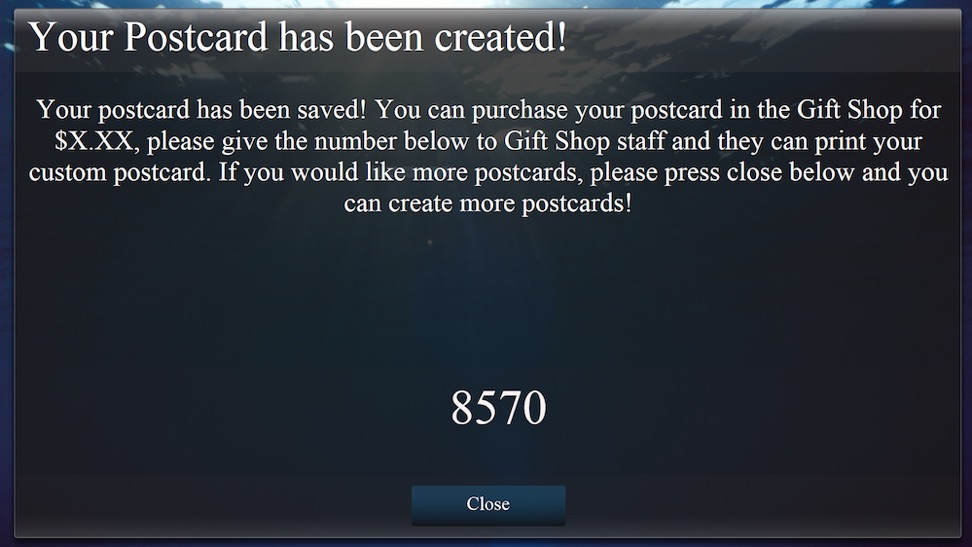 Your Postcard has been created!
Your postcard has been saved! You can purchase your postcard in the Gift Shop for
$X.XX, please give the number below to Gift Shop staff and they can print your
custom postcard. If you would like more postcards, please press close below and you
can create more postcards!
8570
Close